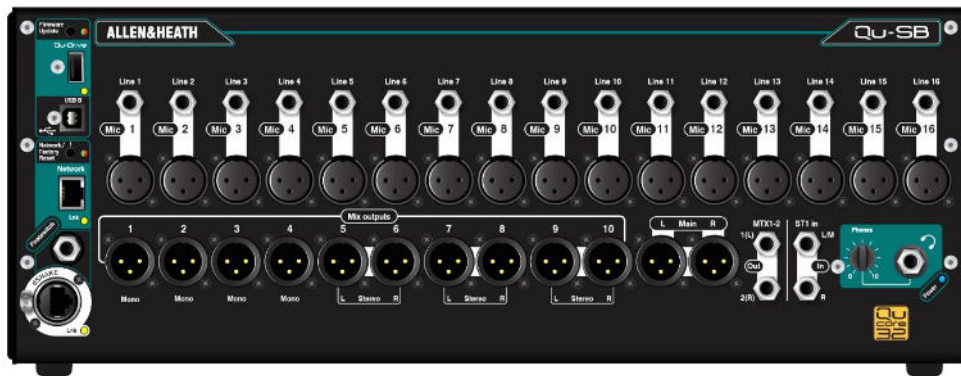 Firmware Update
Qu-Drive
USB B
Network/ Factory Reset
Network
Lnk
Footswitch
dSNAKE
Lnk
ALLEN&HEATH
Qu-SB
Line 1 Line 2 Line 3 Line 4 Line 5 Line 6 Line 7 Line 8 Line 9 Line 10 Line 11 Line 12 Line 13 Line 14 Line 15 Line 16
Mic 1 Mic 2 Mic 3 Mic 4 Mic 5 Mic 6 Mic 7 Mic 8 Mic 9 Mic 10 Mic 11 Mic 12 Mic 13 Mic 14 Mic 15 Mic 16
Mix outputs
1 2 3 4 5 6 7 8 9 10
L Main R
MTX1-2
ST1 in
1(L)
L/M
Out
In
2(R)
R
Mono Mono Mono Mono
L Stereo R L Stereo R L Stereo R
Phones
0 10
Power
Qu core 32